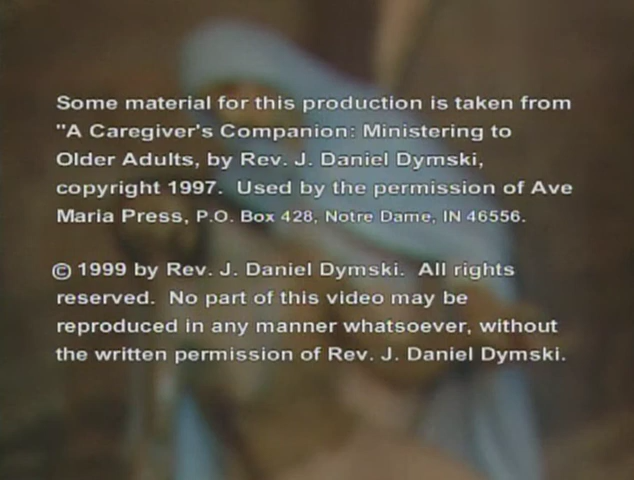 Some material for this production is taken from
"A Caregiver's Companion: Ministering to
Older Adults, by Rev. J. Daniel Dymski,
copyright 1997. Used by the permission of Ave
Maria Press, P.O. Box 428, Notre Dame, IN 46556.
© 1999 by Rev. J. Daniel Dymski. All rights
reserved. No part of this video may be
reproduced in any manner whatsoever, without
the written permission of Rev. J. Daniel Dymski.